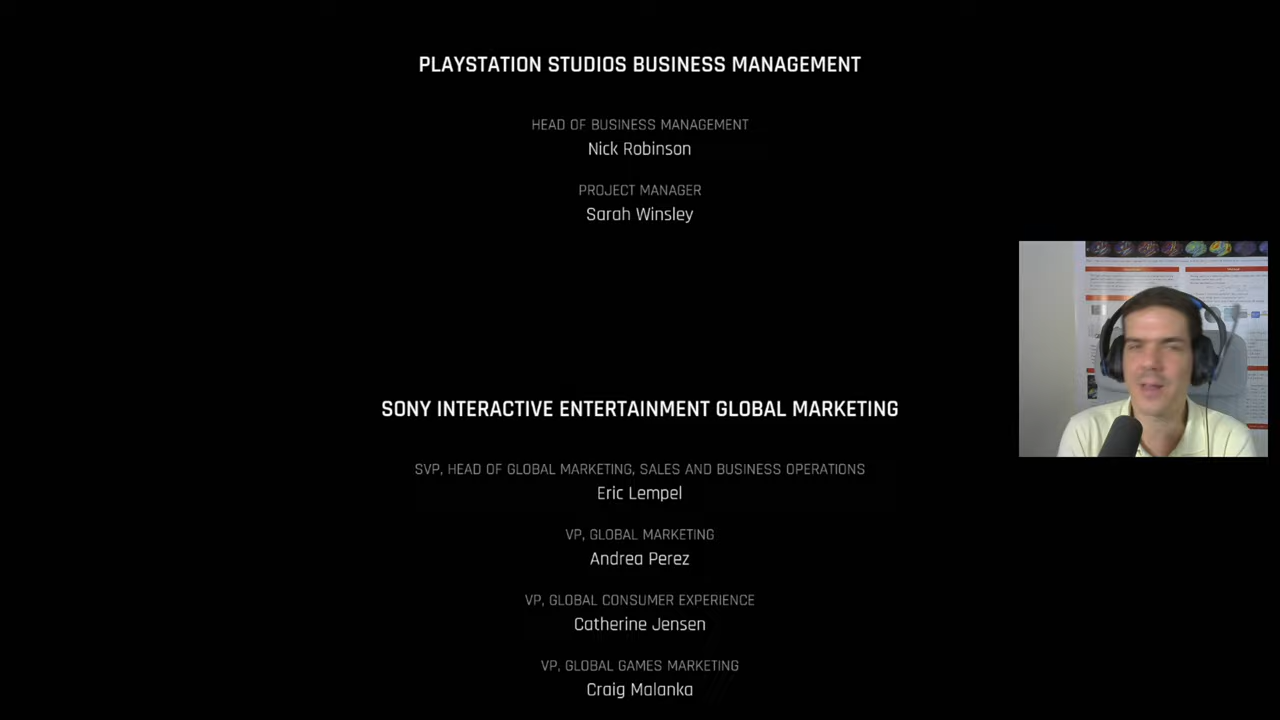 PLAYSTATION STUDIOS BUSINESS MANAGEMENT
HEAD OF BUSINESS MANAGEMENT
Nick Robinson
PROJECT MANAGER
Sarah Winsley
SONY INTERACTIVE ENTERTAINMENT GLOBAL MARKETING
SVP, HEAD OF GLOBAL MARKETING, SALES AND BUSINESS OPERATIONS
Eric Lempel
VP, GLOBAL MARKETING
Andrea Perez
VP, GLOBAL CONSUMER EXPERIENCE
Catherine Jensen
VP, GLOBAL GAMES MARKETING
Craig Malanka